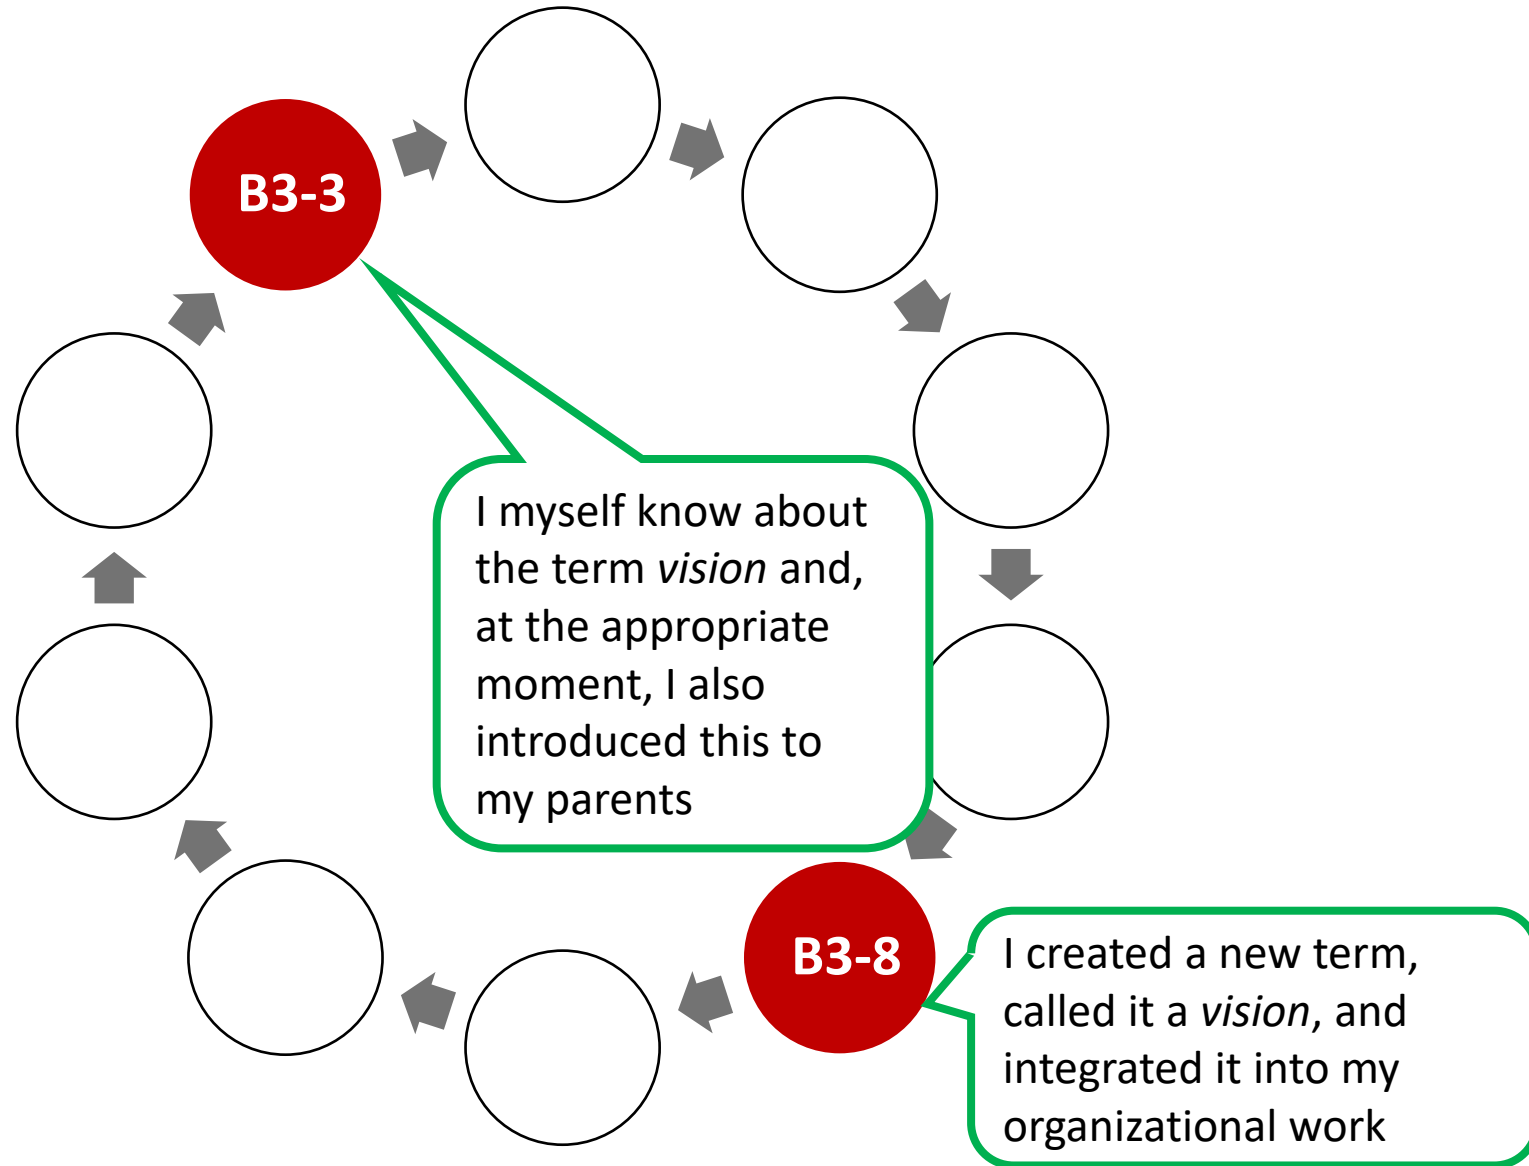 B3-3
I myself know about
the term vision and,
at the appropriate
moment, I also
introduced this to
my parents
B3-8
I created a new term,
called it a vision, and
integrated it into my
organizational work